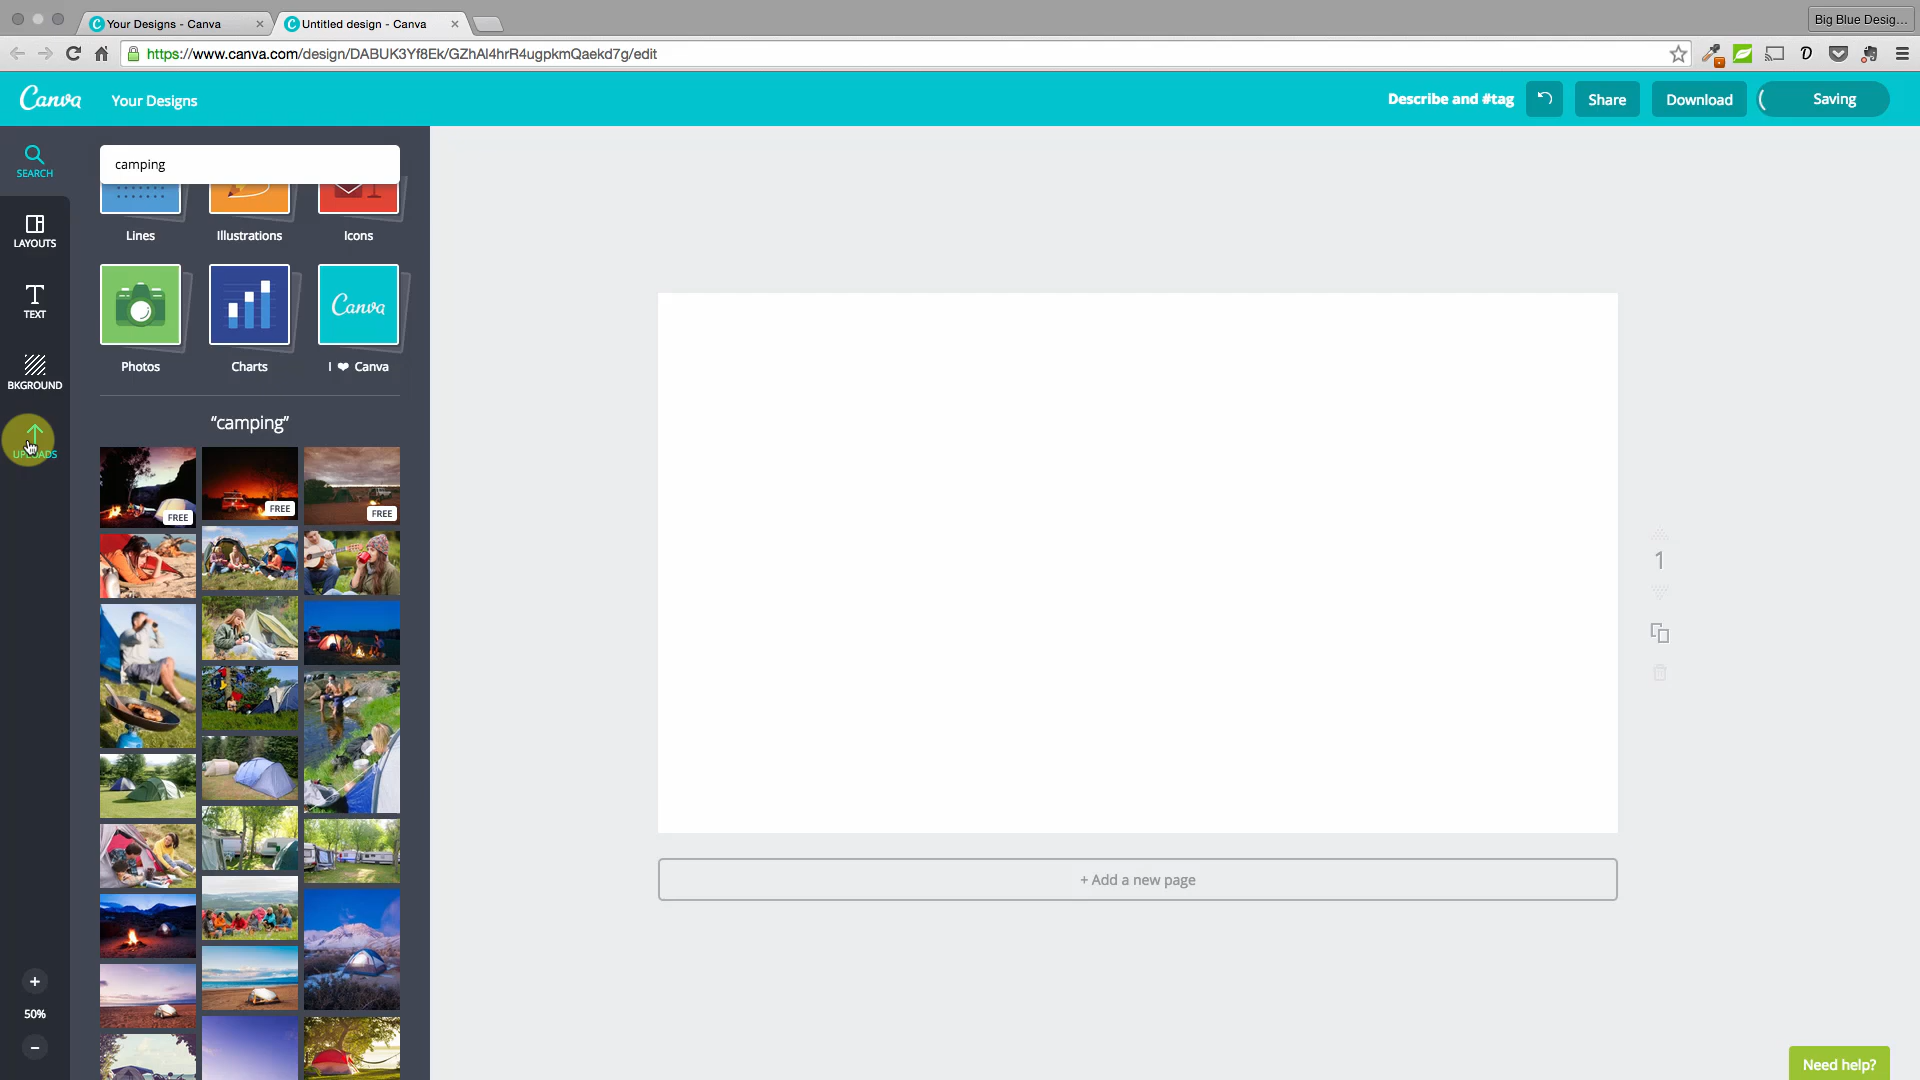 Your Designs - Canva
Untitled design - Canva
Big Blue Desig...
https://www.canva.com/design/DABUK3Yf8Ek/GZhAl4hrR4ugpkmQaekd7g/edit
Canva
Your Designs
Describe and #tag
Share
Download
Saving
SEARCH
camping
LAYOUTS
Lines
Illustrations
Icons
TEXT
Canva
Photos
Charts
I ❤ Canva
BKGROUND
"camping"
UPLOADS
FREE
FREE
FREE
1
+ Add a new page
50%
Need help?